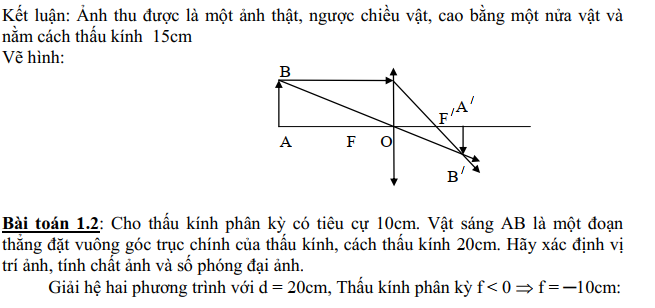 Kết luận: Ảnh thu được là một ảnh thật, ngược chiều vật, cao bằng một nửa vật và
nằm cách thấu kính 15cm
Vẽ hình:
B
F/ A/
A F O
B/
Bài toán 1.2: Cho thấu kính phân kỳ có tiêu cự 10cm. Vật sáng AB là một đoạn
thẳng đặt vuông góc trục chính của thấu kính, cách thấu kính 20cm. Hãy xác định vị
trí ảnh, tính chất ảnh và số phóng đại ảnh.
Giải hệ hai phương trình với d = 20cm, Thấu kính phân kỳ f < 0 ⇒ f = −10cm: